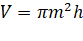 V = πm²h